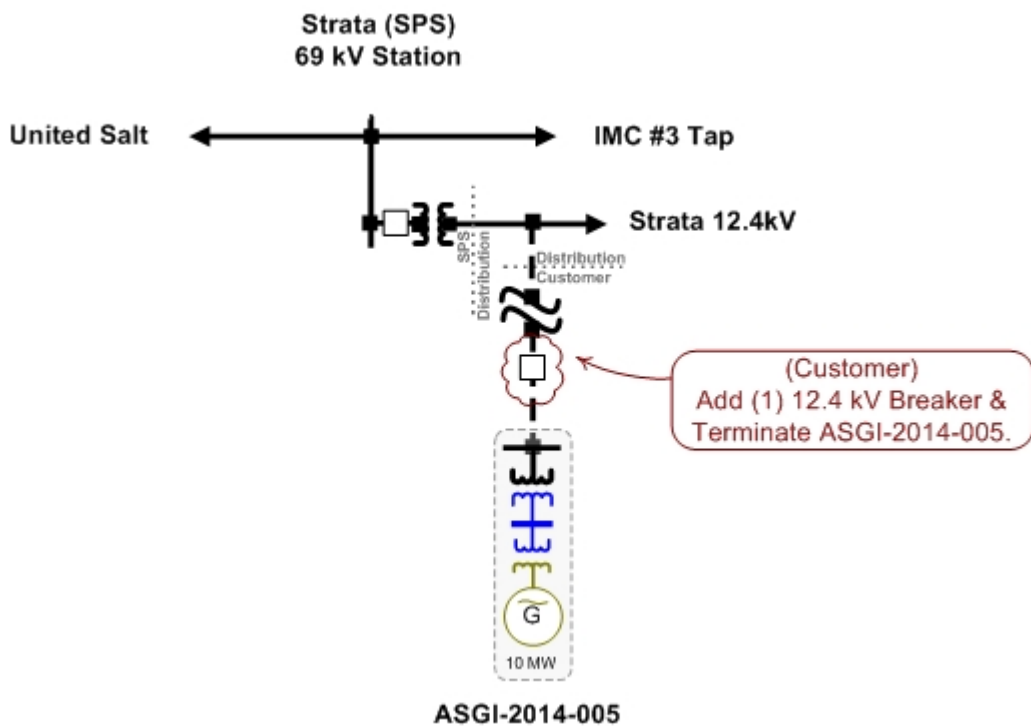 Strata (SPS)
69 kV Station
United Salt
IMC #3 Tap
Strata 12.4kV
SPS
Distribution
Distribution
Customer
(Customer)
Add (1) 12.4 kV Breaker &
Terminate ASGI-2014-005.
G
10 MW
ASGI-2014-005